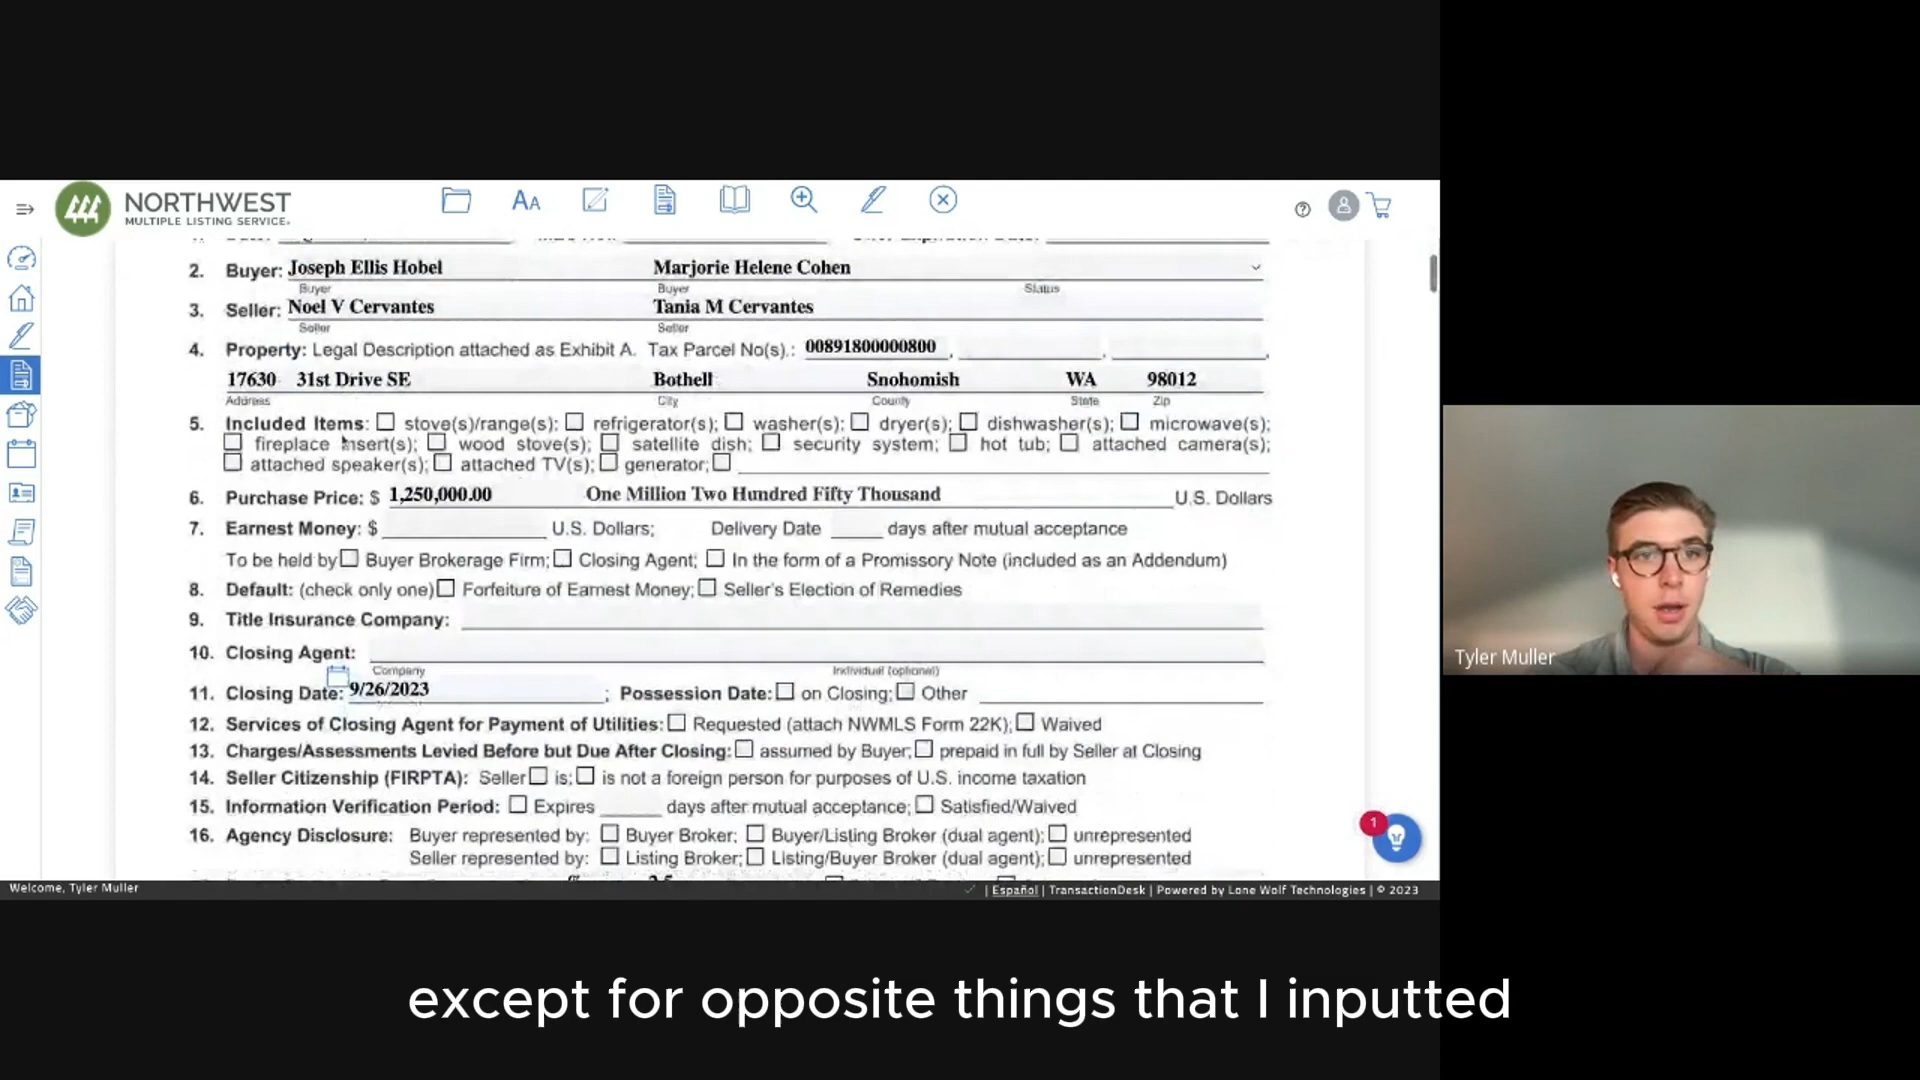 NORTHWEST
MULTIPLE LISTING SERVICE
2. Buyer: Joseph Ellis Hobel Marjorie Helene Cohen
Buyer Buyer Status
3. Seller: Noel V Cervantes Tania M Cervantes
Seller Seller
4. Property: Legal Description attached as Exhibit A. Tax Parcel No(s).: 00891800000800, , ,
17630 31st Drive SE Bothell Snohomish WA 98012
Address City County State Zip
5. Included Items: stove(s)/range(s); refrigerator(s); washer(s); dryer(s); dishwasher(s); microwave(s);
fireplace insert(s); wood stove(s); satellite dish; security system; hot tub; attached camera(s);
attached speaker(s); attached TV(s); generator;
6. Purchase Price: $ 1,250,000.00 One Million Two Hundred Fifty Thousand U.S. Dollars
7. Earnest Money: $ U.S. Dollars; Delivery Date days after mutual acceptance
To be held by Buyer Brokerage Firm; Closing Agent; In the form of a Promissory Note (included as an Addendum)
8. Default: (check only one) Forfeiture of Earnest Money; Seller's Election of Remedies
9. Title Insurance Company:
10. Closing Agent:
Company Individual (optional)
11. Closing Date: 9/26/2023 ; Possession Date: on Closing; Other
12. Services of Closing Agent for Payment of Utilities: Requested (attach NWMLS Form 22K); Waived
13. Charges/Assessments Levied Before but Due After Closing: assumed by Buyer; prepaid in full by Seller at Closing
14. Seller Citizenship (FIRPTA): Seller is; is not a foreign person for purposes of U.S. income taxation
15. Information Verification Period: Expires days after mutual acceptance; Satisfied/Waived
16. Agency Disclosure: Buyer represented by: Buyer Broker; Buyer/Listing Broker (dual agent); unrepresented
Seller represented by: Listing Broker; Listing/Buyer Broker (dual agent); unrepresented
1
Welcome, Tyler Muller
| Español | TransactionDesk | Powered by Lone Wolf Technologies | © 2023
Tyler Muller
except for opposite things that I inputted